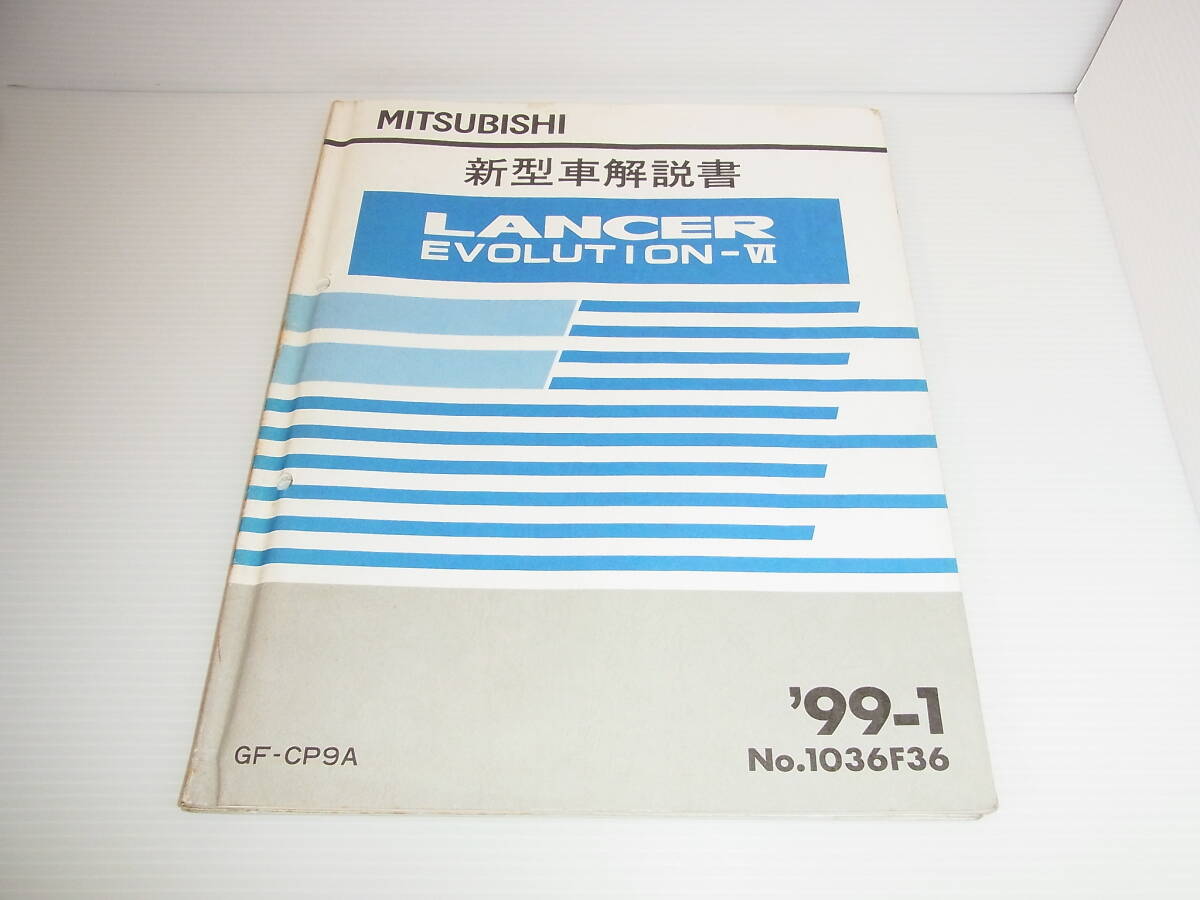 MITSUBISHI
新型車解説書
LANCER
EVOLUTION-Ⅵ
'99-1
GF-CP9A
No.1036F36